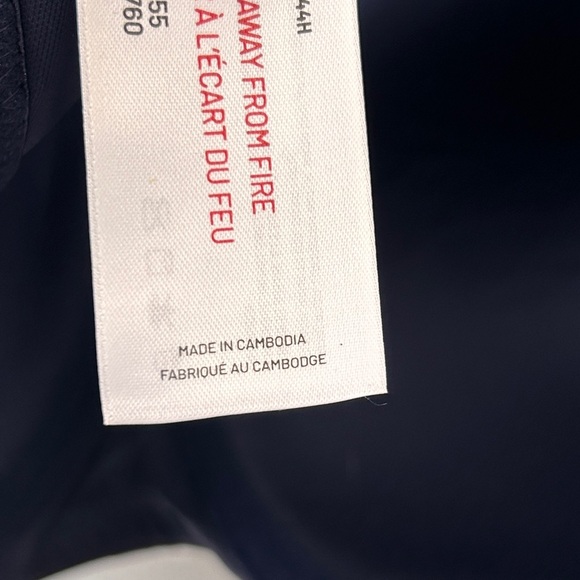 44H
AWAY FROM FIRE
À L'ÉCART DU FEU
55
760
MADE IN CAMBODIA
FABRIQUÉ AU CAMBODGE